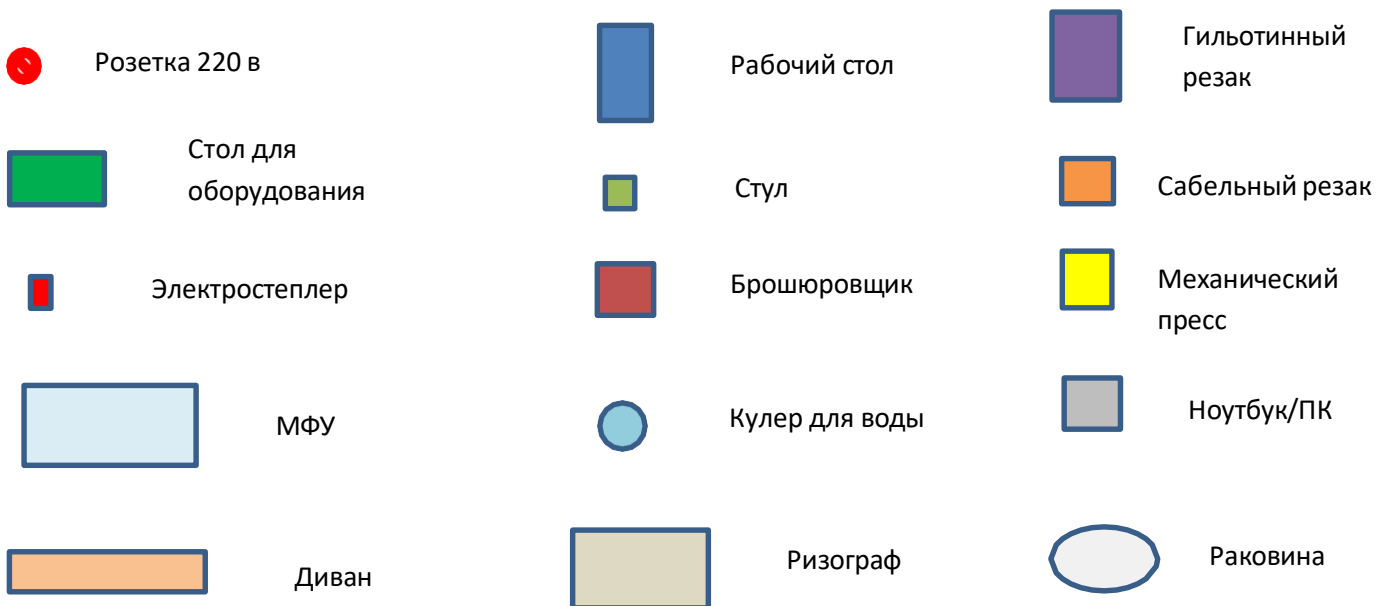 Розетка 220 в
Рабочий стол
Гильотинный
резак
Стол для
оборудования
Стул
Сабельный резак
Электростеплер
Брошюровщик
Механический
пресс
МФУ
Кулер для воды
Ноутбук/ПК
Диван
Ризограф
Раковина